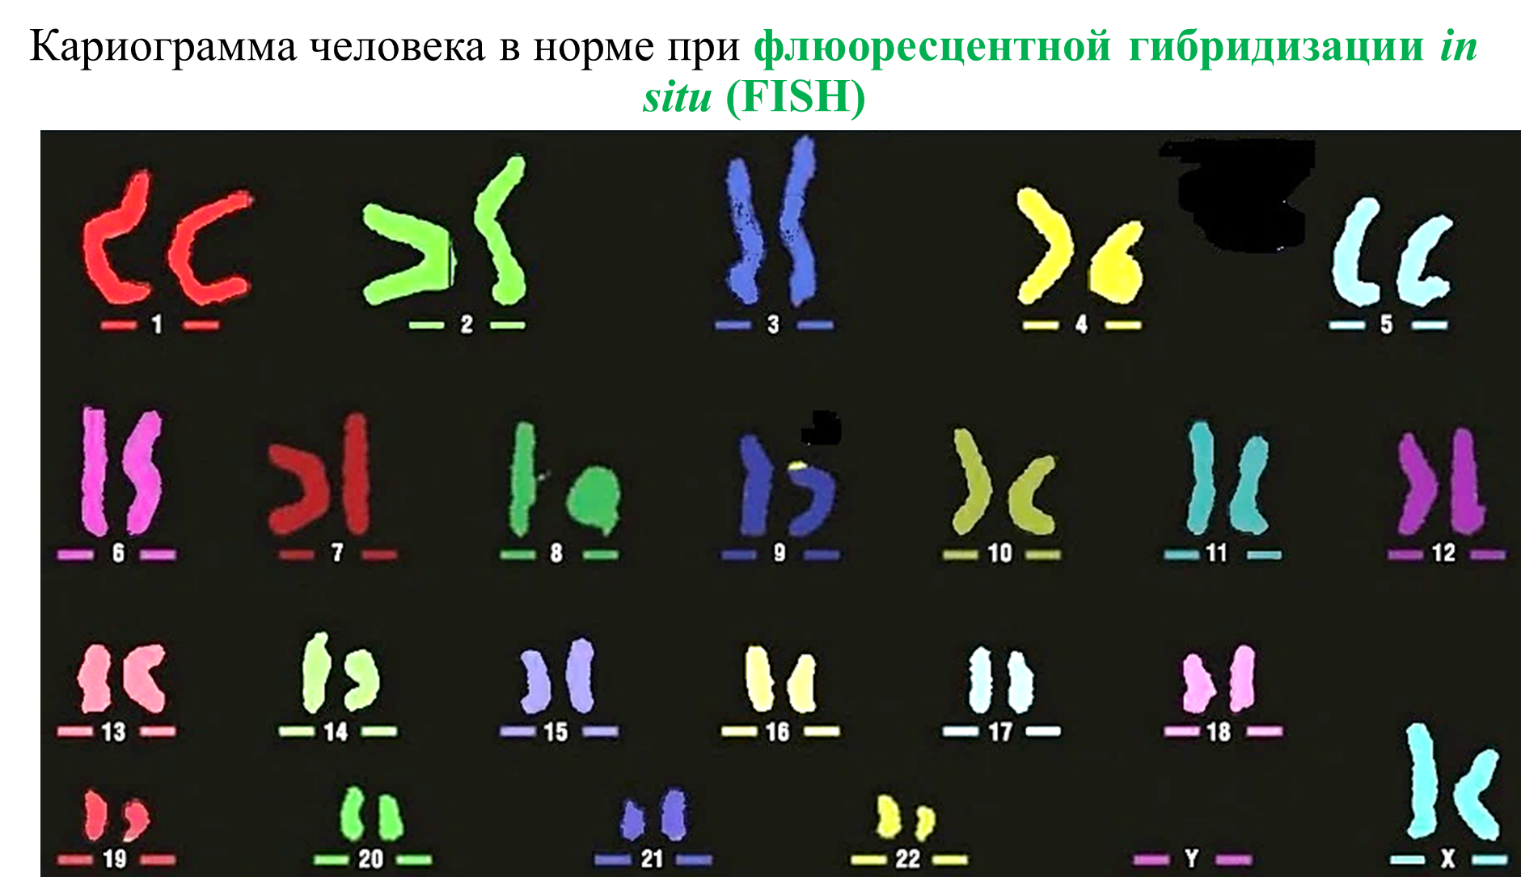 Кариограмма человека в норме при флюоресцентной гибридизации in
situ (FISH)
1 2 3 4 5
6 7 8 9 10 11 12
13 14 15 16 17 18
19 20 21 22 Y X